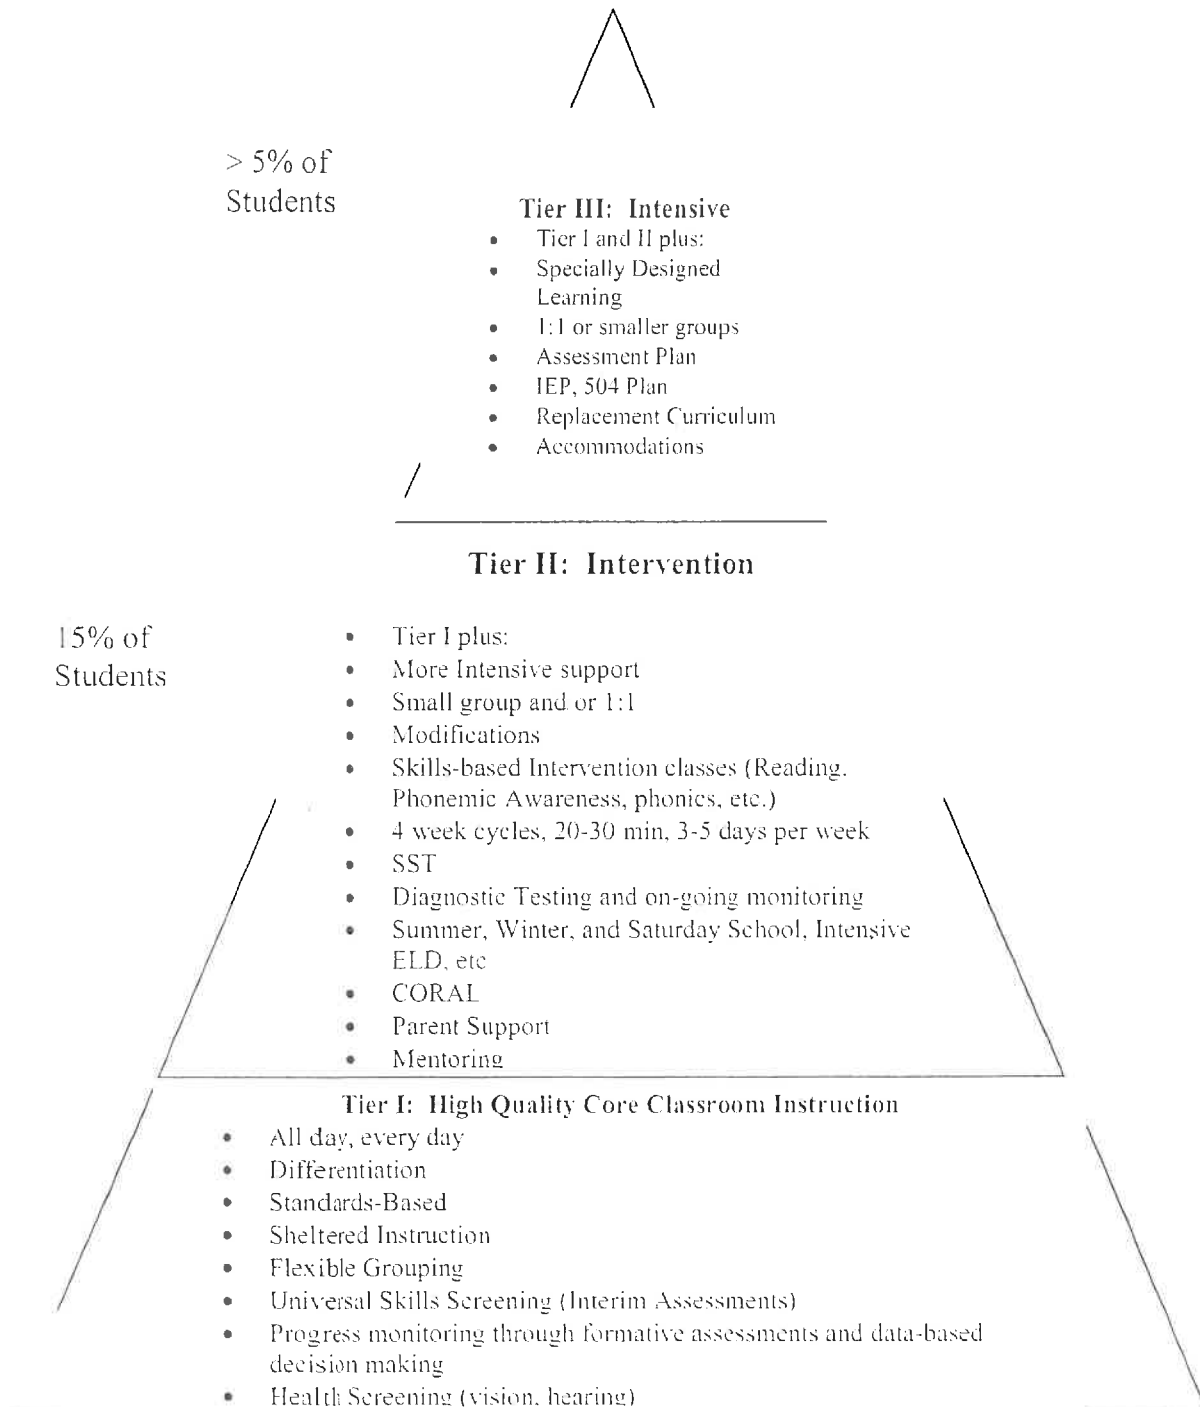 > 5% of
Students
Tier III: Intensive
• Tier I and II plus:
• Specially Designed
Learning
• 1:1 or smaller groups
• Assessment Plan
• IEP, 504 Plan
• Replacement Curriculum
• Accommodations
Tier II: Intervention
15% of
Students
• Tier I plus:
• More Intensive support
• Small group and or 1:1
• Modifications
• Skills-based Intervention classes (Reading,
Phonemic Awareness, phonics, etc.)
• 4 week cycles, 20-30 min, 3-5 days per week
• SST
• Diagnostic Testing and on-going monitoring
• Summer, Winter, and Saturday School, Intensive
ELD, etc
• CORAL
• Parent Support
• Mentoring
Tier I: High Quality Core Classroom Instruction
• All day, every day
• Differentiation
• Standards-Based
• Sheltered Instruction
• Flexible Grouping
• Universal Skills Screening (Interim Assessments)
• Progress monitoring through formative assessments and data-based
decision making
• Health Screening (vision, hearing)